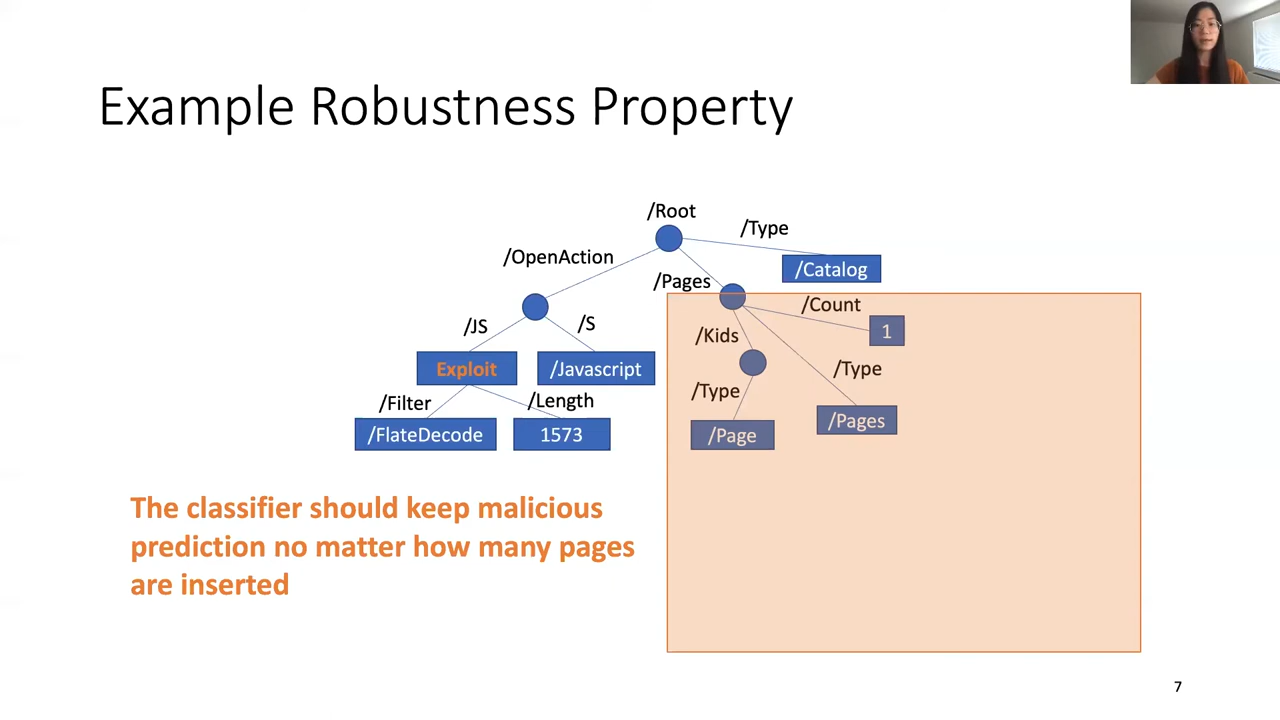 Example Robustness Property
/Root
/Type
/OpenAction
/Catalog
/Pages
/Count
/JS
/S
/Kids
1
Exploit
/Javascript
/Type
/Filter
/Length
/Type
/FlateDecode
1573
/Page
/Pages
The classifier should keep malicious
prediction no matter how many pages
are inserted
7